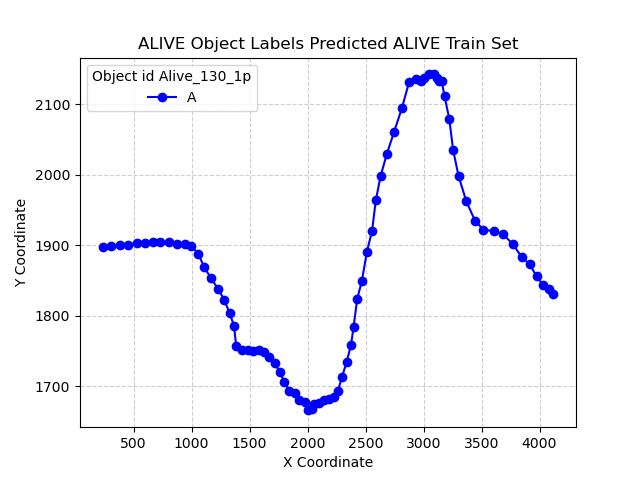 ALIVE Object Labels Predicted ALIVE Train Set
Object id Alive_130_1p
A
Y Coordinate
2100
2000
1900
1800
1700
500 1000 1500 2000 2500 3000 3500 4000
X Coordinate